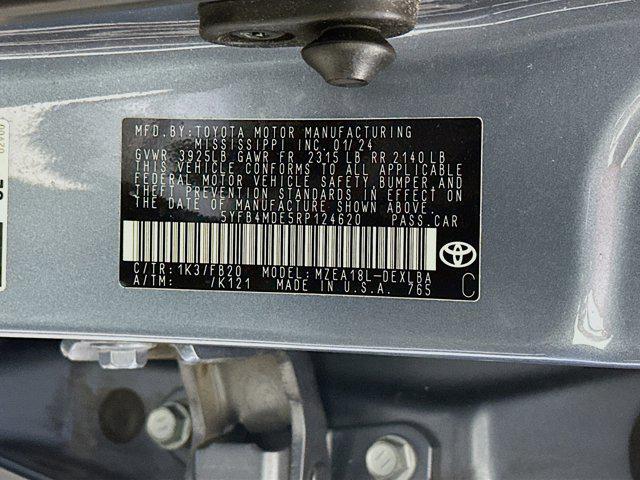 MFD. BY: TOYOTA MOTOR MANUFACTURING
MISSISSIPPI INC. 01/24
GVWR 3925LB GAWR FR 2315 LB RR 2140 LB
THIS VEHICLE CONFORMS TO ALL APPLICABLE
FEDERAL MOTOR VEHICLE SAFETY, BUMPER, AND
THEFT PREVENTION STANDARDS IN EFFECT ON
THE DATE OF MANUFACTURE SHOWN ABOVE.
5YFB4MDE5RP124620 PASS.CAR
C/TR: 1K3/FB20 MODEL: MZEA18L-DEXLBA
A/TM: /K121 MADE IN U.S.A. 765
C